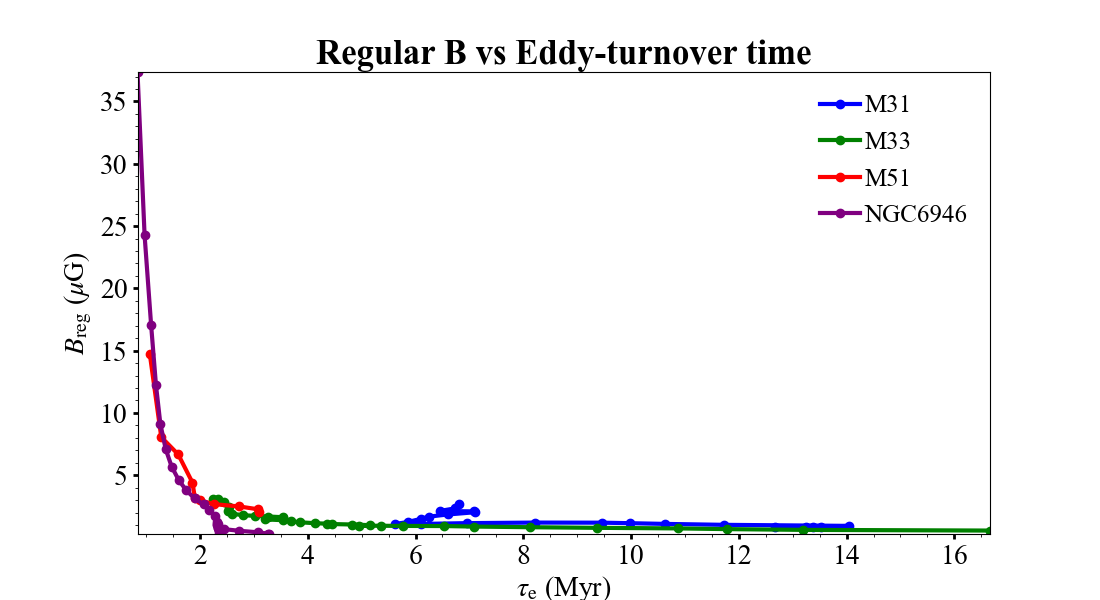 Regular B vs Eddy-turnover time
35
30
25
20
15
10
5
B_reg (μG)
M31
M33
M51
NGC6946
2 4 6 8 10 12 14 16
τ_e (Myr)